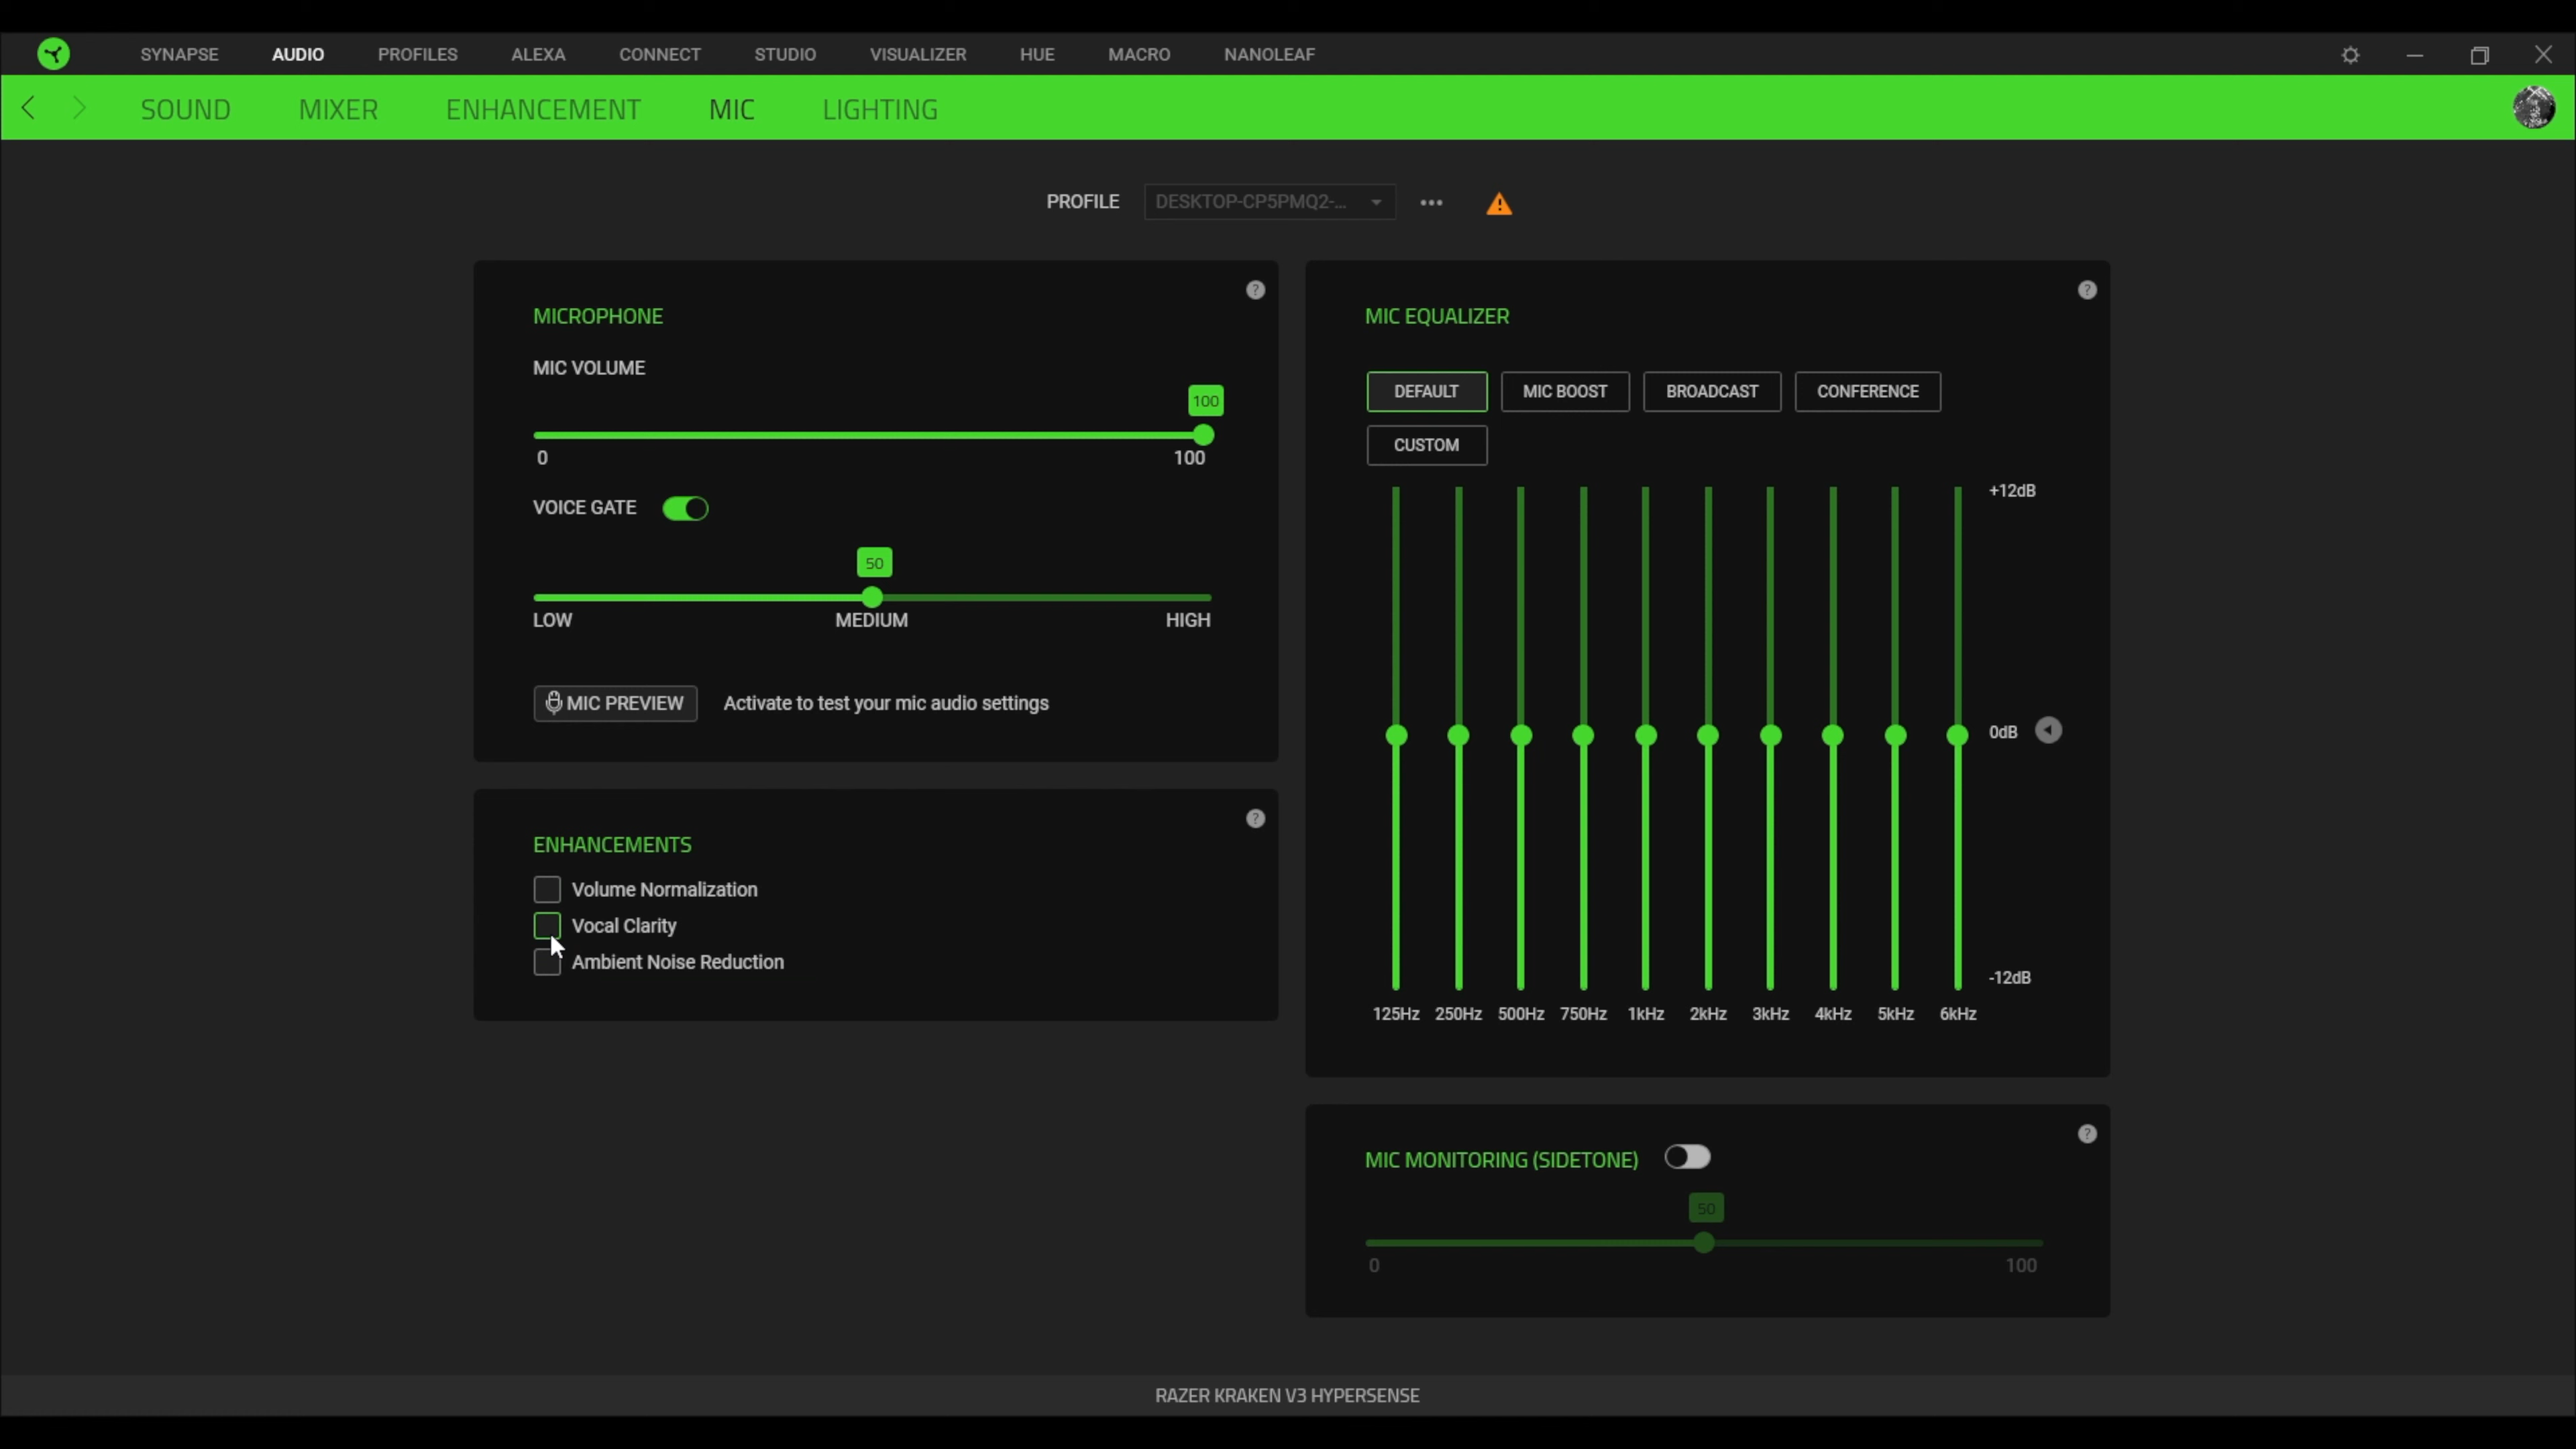 SYNAPSE AUDIO PROFILES ALEXA CONNECT STUDIO VISUALIZER HUE MACRO NANOLEAF
SOUND MIXER ENHANCEMENT MIC LIGHTING
PROFILE DESKTOP-CP5PMQ2-...
MICROPHONE
MIC VOLUME
100
0 100
VOICE GATE
50
LOW MEDIUM HIGH
MIC PREVIEW Activate to test your mic audio settings
ENHANCEMENTS
Volume Normalization
Vocal Clarity
Ambient Noise Reduction
MIC EQUALIZER
DEFAULT MIC BOOST BROADCAST CONFERENCE
CUSTOM
+12dB
0dB
-12dB
125Hz 250Hz 500Hz 750Hz 1kHz 2kHz 3kHz 4kHz 5kHz 6kHz
MIC MONITORING (SIDETONE)
50
0 100
RAZER KRAKEN V3 HYPERSENSE